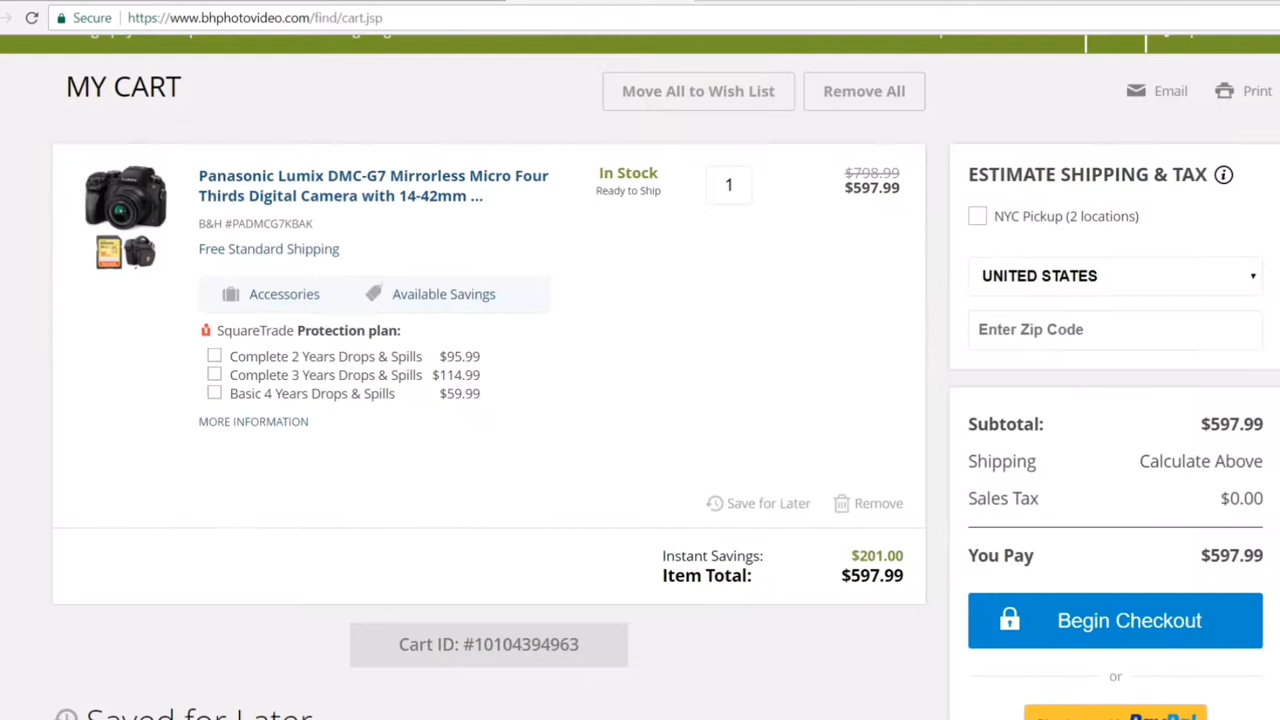 Secure
https://www.bhphotovideo.com/find/cart.jsp
MY CART
Move All to Wish List
Remove All
Email
Print
Panasonic Lumix DMC-G7 Mirrorless Micro Four
Thirds Digital Camera with 14-42mm ...
B&H #PADMCG7KBAK
Free Standard Shipping
In Stock
Ready to Ship
1
$798.99
$597.99
Accessories
Available Savings
SquareTrade Protection plan:
Complete 2 Years Drops & Spills $95.99
Complete 3 Years Drops & Spills $114.99
Basic 4 Years Drops & Spills $59.99
MORE INFORMATION
Save for Later
Remove
Instant Savings: $201.00
Item Total: $597.99
Cart ID: #10104394963
Saved for Later
ESTIMATE SHIPPING & TAX
NYC Pickup (2 locations)
UNITED STATES
Enter Zip Code
Subtotal: $597.99
Shipping Calculate Above
Sales Tax $0.00
You Pay $597.99
Begin Checkout
or
PayPal